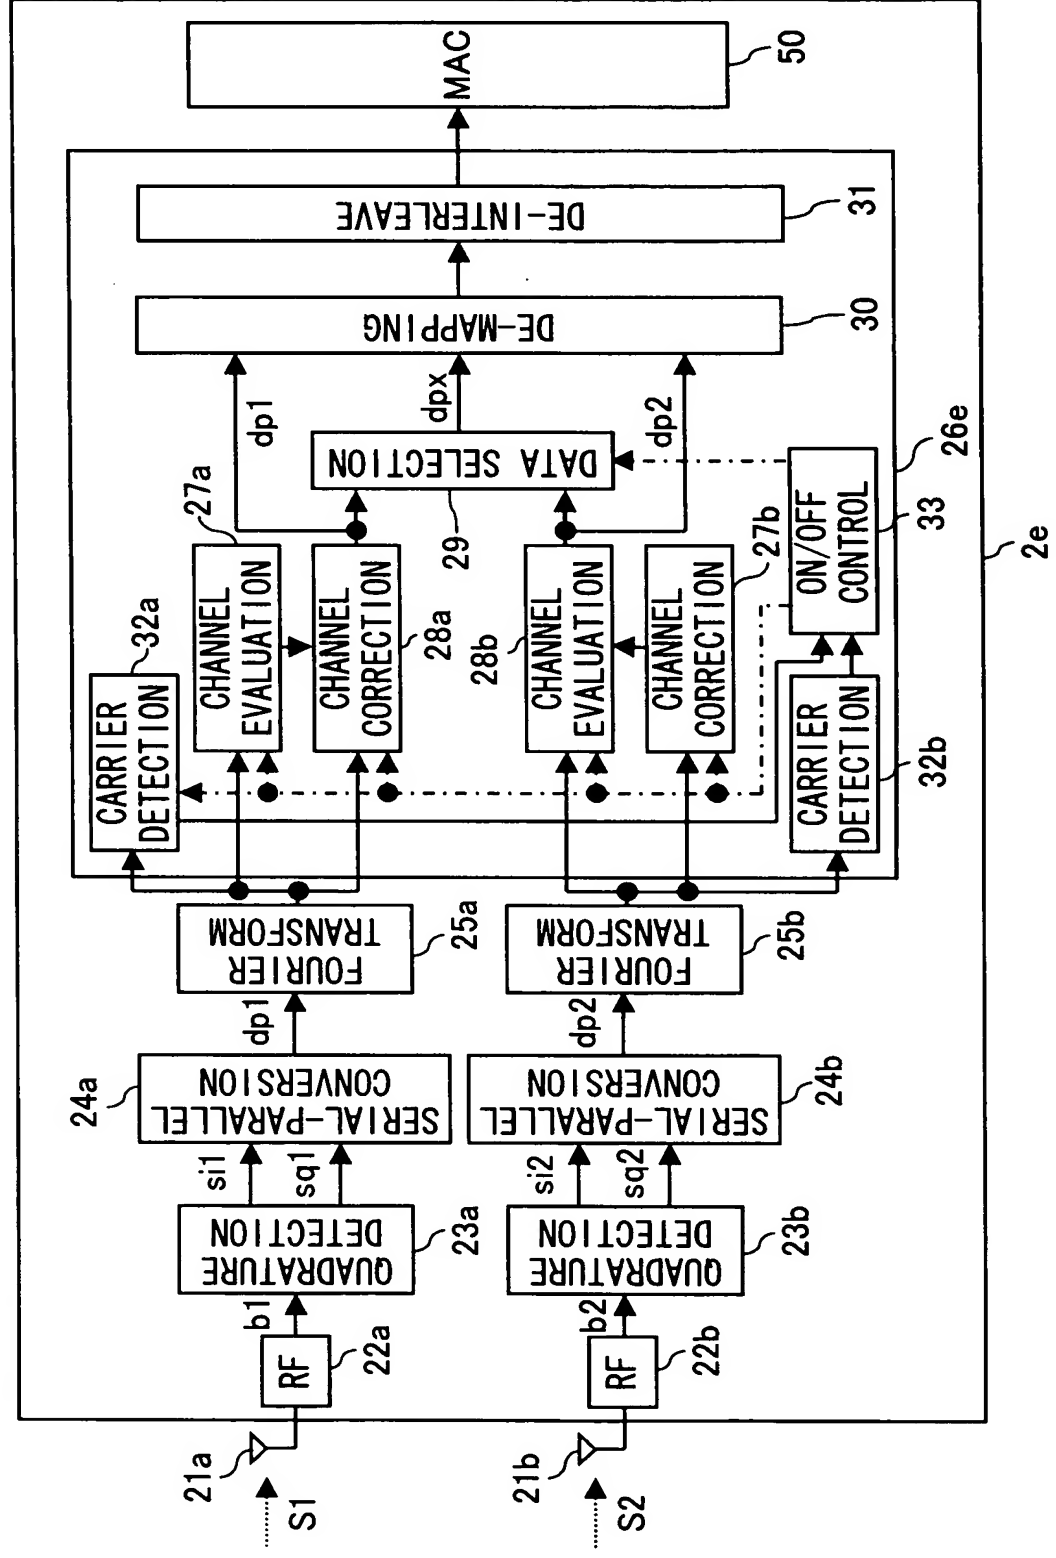 S1
21a
RF
22a
b1
QUADRATURE
DETECTION
23a
si1
sq1
SERIAL-PARALLEL
CONVERSION
24a
dp1
FOURIER
TRANSFORM
25a
CARRIER
DETECTION
32a
CHANNEL
EVALUATION
27a
CHANNEL
CORRECTION
28a
dp1
S2
21b
RF
22b
b2
QUADRATURE
DETECTION
23b
si2
sq2
SERIAL-PARALLEL
CONVERSION
24b
dp2
FOURIER
TRANSFORM
25b
CHANNEL
EVALUATION
28b
CHANNEL
CORRECTION
27b
CARRIER
DETECTION
32b
ON/OFF
CONTROL
33
DATA SELECTION
29
dpx
dp2
DE-MAPPING
30
DE-INTERLEAVE
31
MAC
50
26e
2e